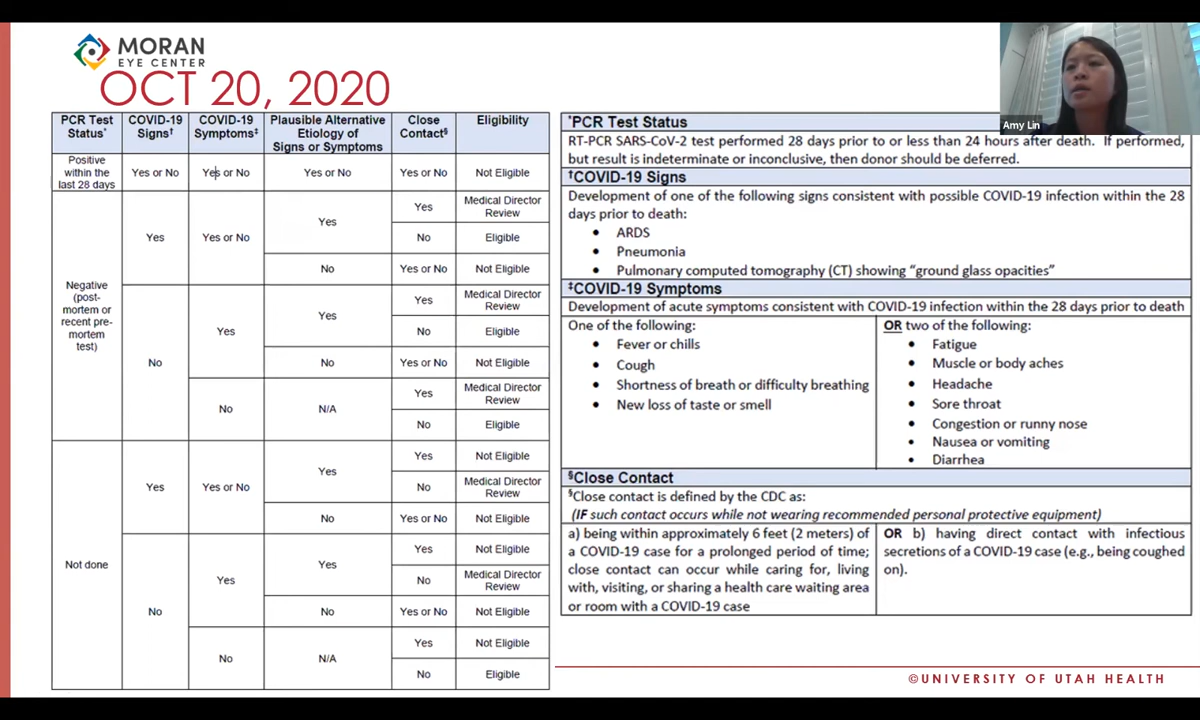 MORAN
EYE CENTER
OCT 20, 2020
Amy Lin
PCR Test
Status*
COVID-19
Signs†
COVID-19
Symptoms‡
Plausible Alternative
Etiology of
Signs or Symptoms
Close
Contact§
Eligibility
Positive
within the
last 28 days
Yes or No
Yes or No
Yes or No
Yes or No
Not Eligible
Negative
(post-
mortem or
recent pre-
mortem
test)
Yes
Yes or No
Yes
Yes
Medical Director
Review
No
Eligible
No
Yes or No
Not Eligible
No
Yes
Yes
Yes
Medical Director
Review
No
Eligible
No
Yes or No
Not Eligible
No
N/A
Yes
Medical Director
Review
No
Eligible
Not done
Yes
Yes or No
Yes
Yes
Not Eligible
No
Medical Director
Review
No
Yes or No
Not Eligible
No
Yes
Yes
Yes
Not Eligible
No
Medical Director
Review
No
Yes or No
Not Eligible
No
N/A
Yes
Not Eligible
No
Eligible
*PCR Test Status
RT-PCR SARS-CoV-2 test performed 28 days prior to or less than 24 hours after death. If performed,
but result is indeterminate or inconclusive, then donor should be deferred.
†COVID-19 Signs
Development of one of the following signs consistent with possible COVID-19 infection within the 28
days prior to death:
• ARDS
• Pneumonia
• Pulmonary computed tomography (CT) showing “ground glass opacities”
‡COVID-19 Symptoms
Development of acute symptoms consistent with COVID-19 infection within the 28 days prior to death
One of the following:
• Fever or chills
• Cough
• Shortness of breath or difficulty breathing
• New loss of taste or smell
OR two of the following:
• Fatigue
• Muscle or body aches
• Headache
• Sore throat
• Congestion or runny nose
• Nausea or vomiting
• Diarrhea
§Close Contact
§Close contact is defined by the CDC as:
(IF such contact occurs while not wearing recommended personal protective equipment)
a) being within approximately 6 feet (2 meters) of
a COVID-19 case for a prolonged period of time;
close contact can occur while caring for, living
with, visiting, or sharing a health care waiting area
or room with a COVID-19 case
OR b) having direct contact with infectious
secretions of a COVID-19 case (e.g., being coughed
on).
©UNIVERSITY OF UTAH HEALTH